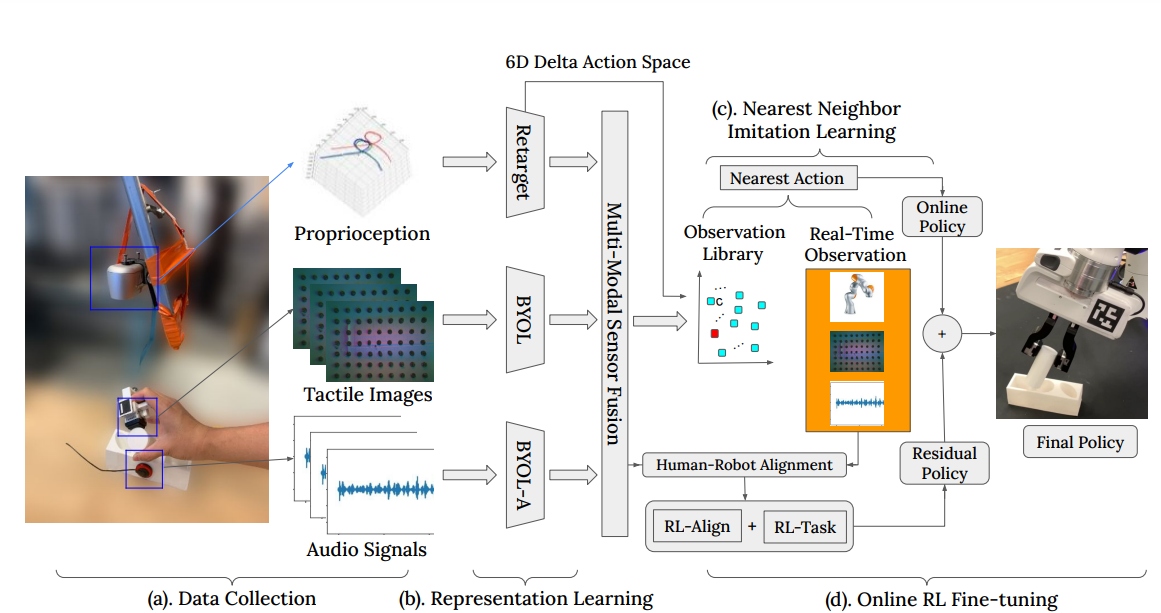 6D Delta Action Space
(c). Nearest Neighbor
Imitation Learning
Retarget
Nearest Action
Online
Policy
Proprioception
Observation
Library
Real-Time
Observation
Multi-Modal Sensor Fusion
BYOL
C
+
Tactile Images
Final Policy
BYOL-A
Human-Robot Alignment
Residual
Policy
RL-Align + RL-Task
Audio Signals
(a). Data Collection
(b). Representation Learning
(d). Online RL Fine-tuning